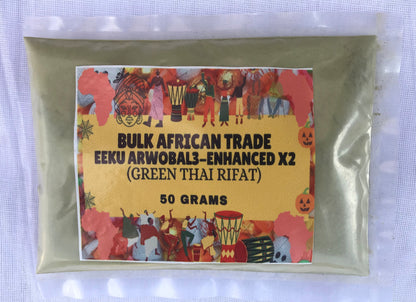 BULK AFRICAN TRADE
EEKU ARWOBAL3-ENHANCED X2
(GREEN THAI RIFAT)
50 GRAMS